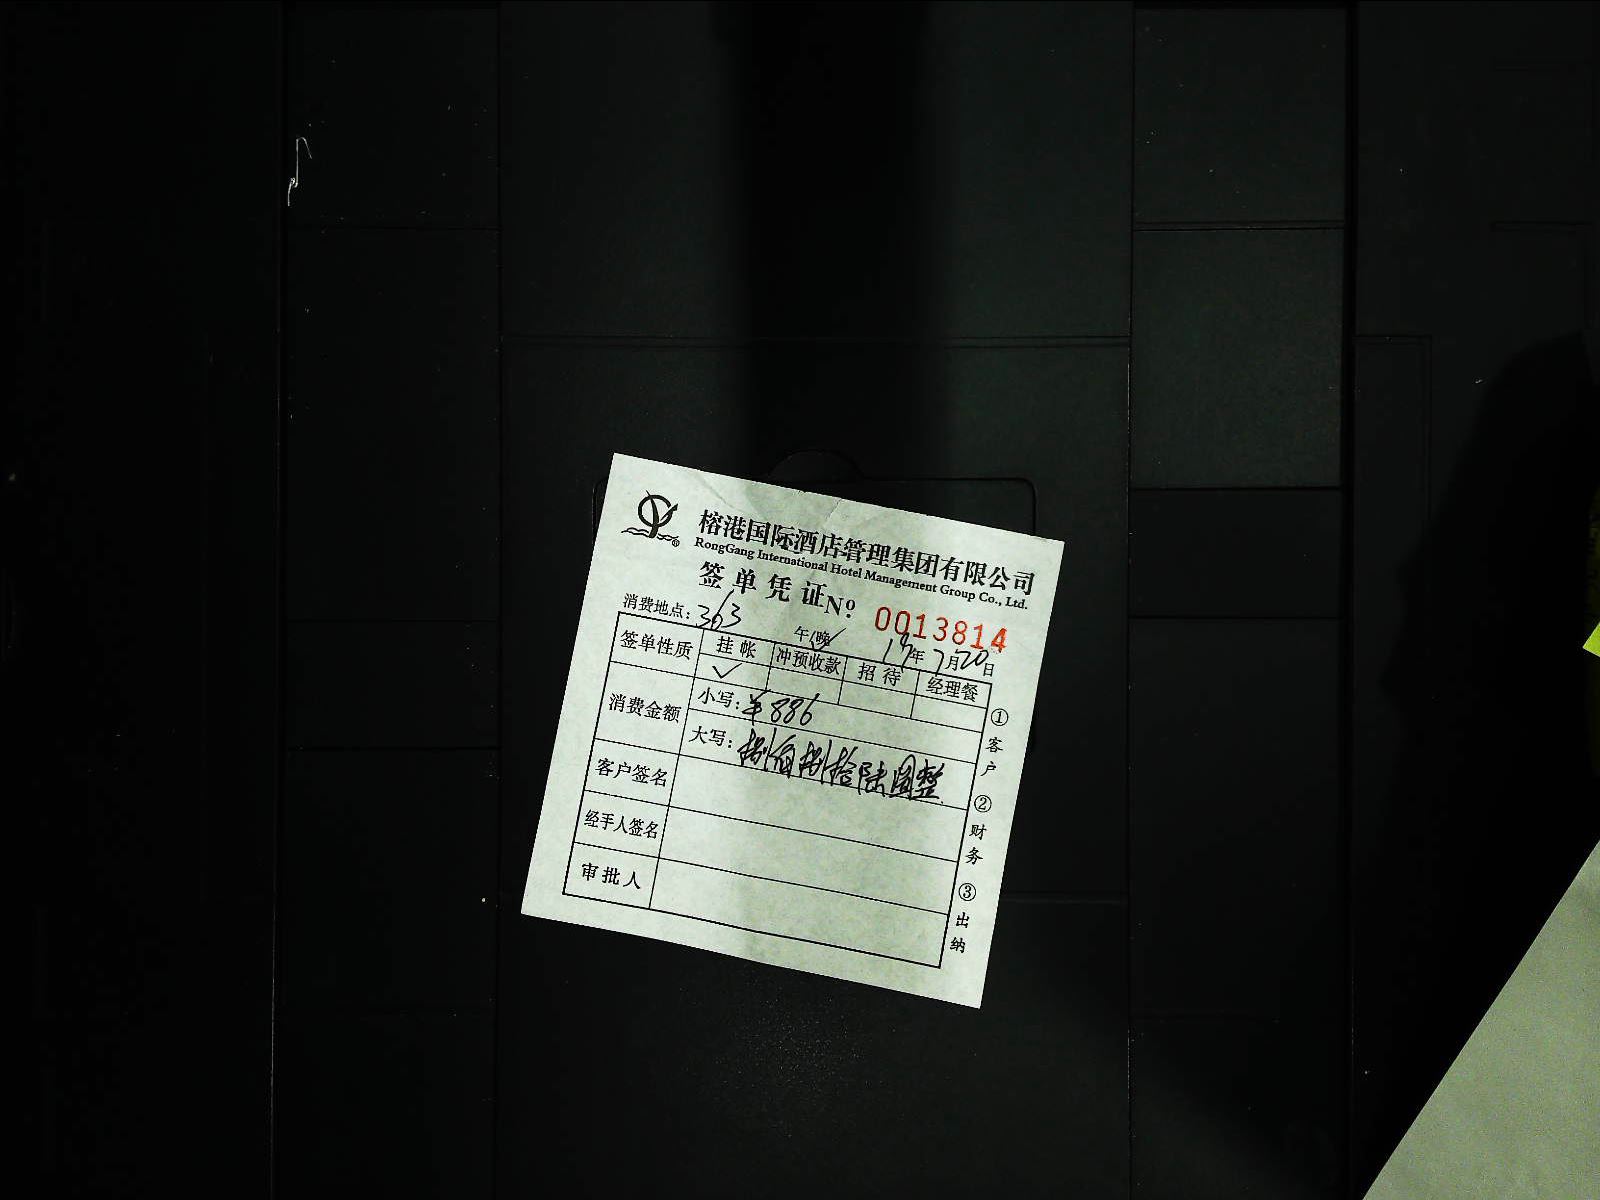 榕港国际酒店管理集团有限公司
RongGang International Hotel Management Group Co., Ltd.
签单凭证 Nº 0013814
消费地点: 363 午(晚) 19年7月20日
签单性质 挂帐 冲预收款 招待 经理餐
✓
消费金额 小写: ¥886
大写: 捌佰捌拾陆圆整
客户签名
经手人签名
审批人
①客户 ②财务 ③出纳